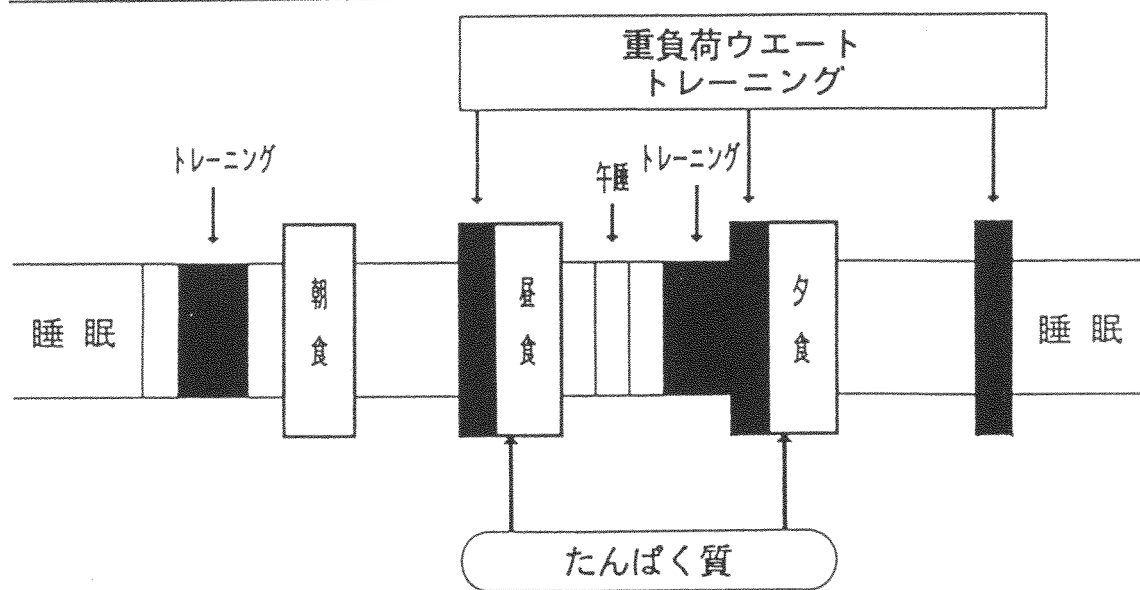 重負荷ウエート
トレーニング
トレーニング
午睡
トレーニング
睡眠
朝食
昼食
夕食
睡眠
たんぱく質